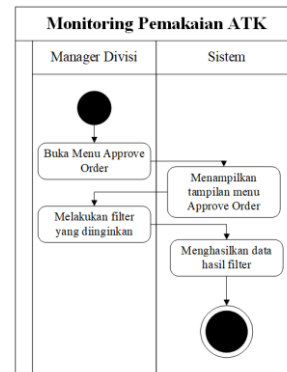 Monitoring Pemakaian ATK
Manager Divisi
Sistem
Buka Menu Approve
Order
Menampilkan
tampilan menu
Approve Order
Melakukan filter
yang diinginkan
Menghasilkan data
hasil filter